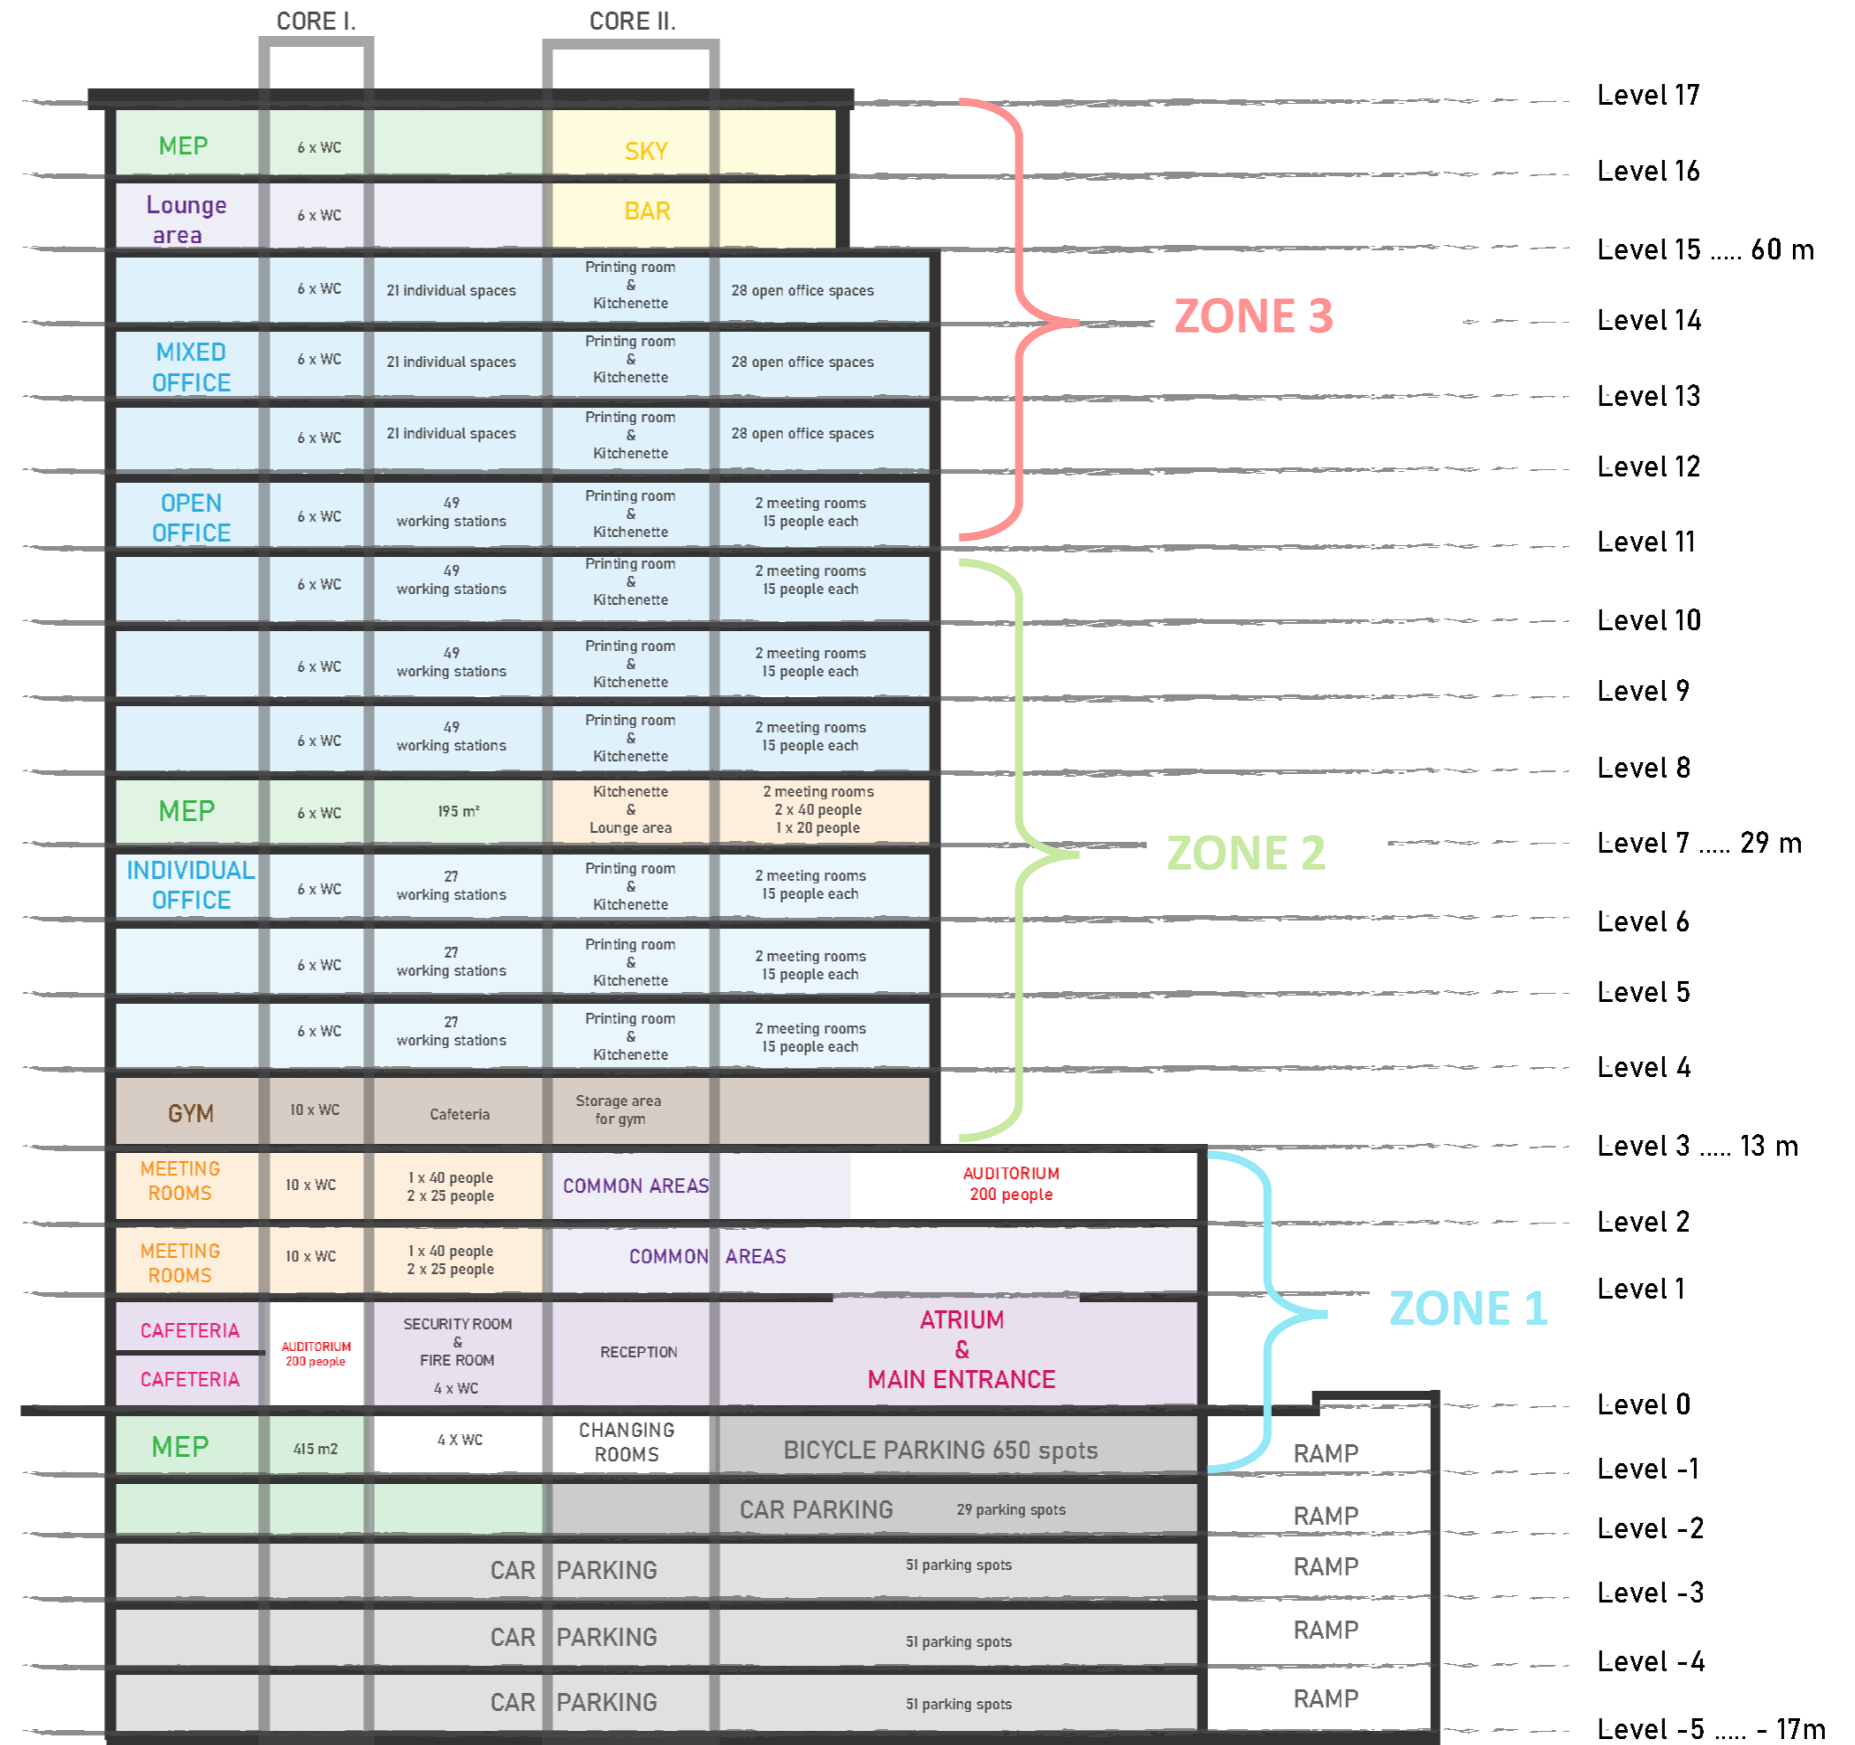 CORE I.
CORE II.
Level 17
MEP
6 x WC
SKY
Level 16
Lounge
area
6 x WC
BAR
Level 15 ..... 60 m
6 x WC
21 individual spaces
Printing room
&
Kitchenette
28 open office spaces
ZONE 3
Level 14
MIXED
OFFICE
6 x WC
21 individual spaces
Printing room
&
Kitchenette
28 open office spaces
Level 13
6 x WC
21 individual spaces
Printing room
&
Kitchenette
28 open office spaces
Level 12
OPEN
OFFICE
6 x WC
49
working stations
Printing room
&
Kitchenette
2 meeting rooms
15 people each
Level 11
6 x WC
49
working stations
Printing room
&
Kitchenette
2 meeting rooms
15 people each
Level 10
6 x WC
49
working stations
Printing room
&
Kitchenette
2 meeting rooms
15 people each
Level 9
6 x WC
49
working stations
Printing room
&
Kitchenette
2 meeting rooms
15 people each
Level 8
MEP
6 x WC
195 m²
Kitchenette
&
Lounge area
2 meeting rooms
2 x 40 people
1 x 20 people
ZONE 2
Level 7 ..... 29 m
INDIVIDUAL
OFFICE
6 x WC
27
working stations
Printing room
&
Kitchenette
2 meeting rooms
15 people each
Level 6
6 x WC
27
working stations
Printing room
&
Kitchenette
2 meeting rooms
15 people each
Level 5
6 x WC
27
working stations
Printing room
&
Kitchenette
2 meeting rooms
15 people each
Level 4
GYM
10 x WC
Cafeteria
Storage area
for gym
Level 3 ..... 13 m
MEETING
ROOMS
10 x WC
1 x 40 people
2 x 25 people
COMMON AREAS
AUDITORIUM
200 people
Level 2
MEETING
ROOMS
10 x WC
1 x 40 people
2 x 25 people
COMMON AREAS
Level 1
ZONE 1
CAFETERIA
CAFETERIA
AUDITORIUM
200 people
SECURITY ROOM
&
FIRE ROOM
4 x WC
RECEPTION
ATRIUM
&
MAIN ENTRANCE
Level 0
MEP
415 m2
4 X WC
CHANGING
ROOMS
BICYCLE PARKING 650 spots
RAMP
Level -1
CAR PARKING
29 parking spots
RAMP
Level -2
CAR PARKING
51 parking spots
RAMP
Level -3
CAR PARKING
51 parking spots
RAMP
Level -4
CAR PARKING
51 parking spots
RAMP
Level -5 ..... - 17m